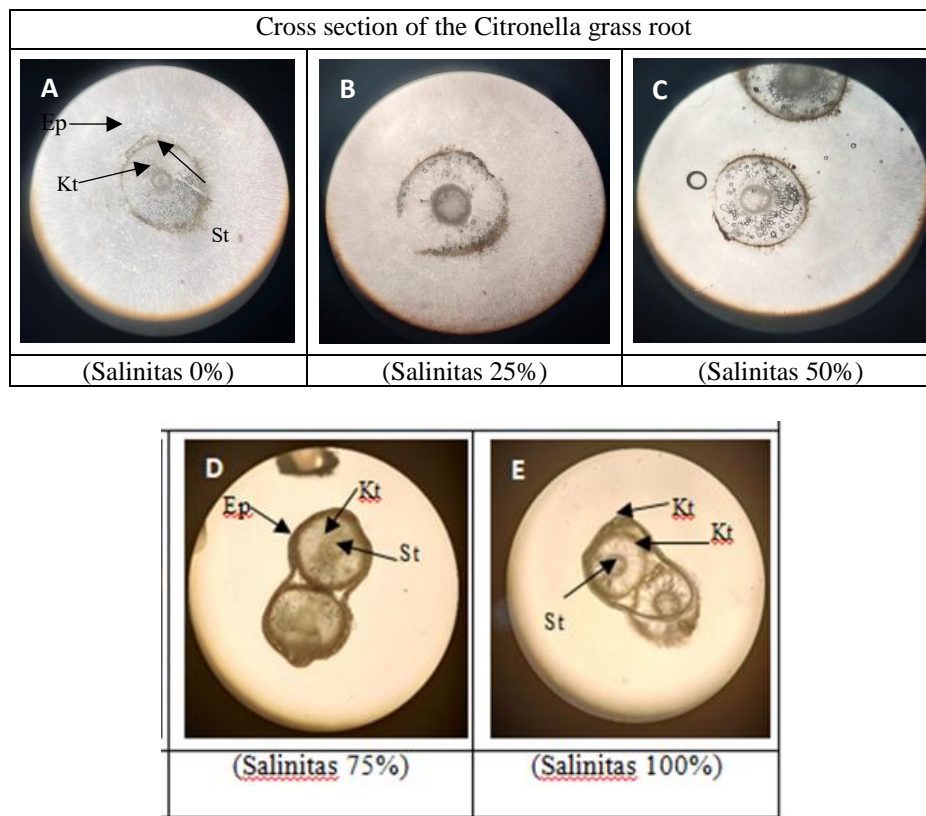 Cross section of the Citronella grass root
A
B
C
Ep
Kt
St
(Salinitas 0%)
(Salinitas 25%)
(Salinitas 50%)
D
E
Kt
Kt
Ep
Kt
St
St
(Salinitas 75%)
(Salinitas 100%)